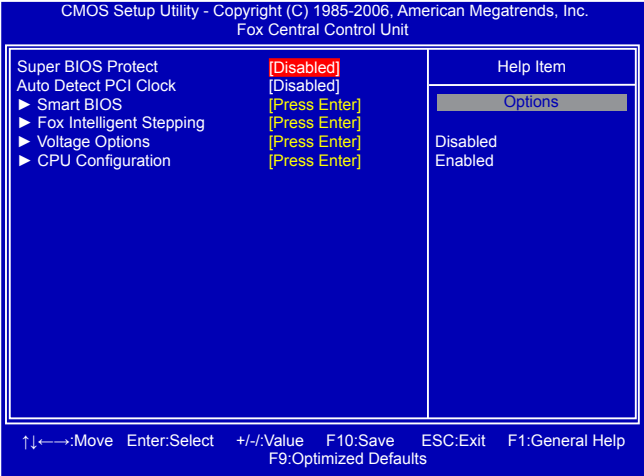 CMOS Setup Utility - Copyright (C) 1985-2006, American Megatrends, Inc.
Fox Central Control Unit
Super BIOS Protect [Disabled]
Auto Detect PCI Clock [Disabled]
► Smart BIOS [Press Enter]
► Fox Intelligent Stepping [Press Enter]
► Voltage Options [Press Enter]
► CPU Configuration [Press Enter]
Help Item
Options
Disabled
Enabled
↑↓←→:Move Enter:Select +/-/:Value F10:Save ESC:Exit F1:General Help
F9:Optimized Defaults